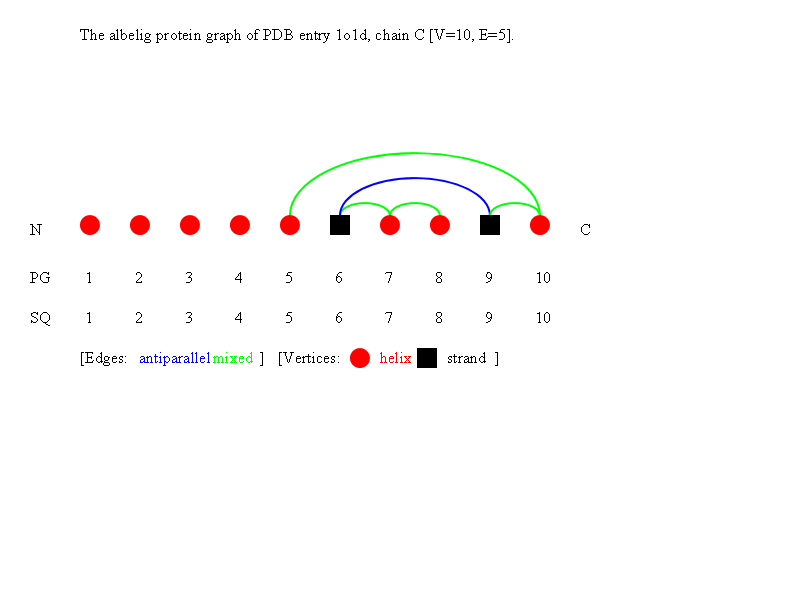 The albelig protein graph of PDB entry 1o1d, chain C [V=10, E=5].
N C
PG 1 2 3 4 5 6 7 8 9 10
SQ 1 2 3 4 5 6 7 8 9 10
[Edges: antiparallel mixed ] [Vertices: helix strand ]